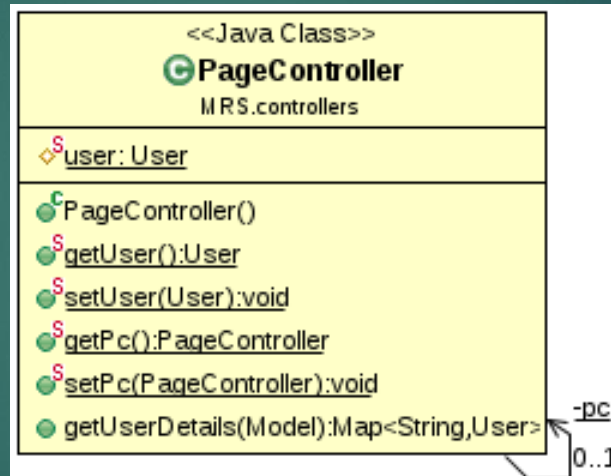 <<Java Class>>
PageController
MRS.controllers
user: User
PageController()
getUser():User
setUser(User):void
getPc():PageController
setPc(PageController):void
getUserDetails(Model):Map<String,User>
-pc
0..1